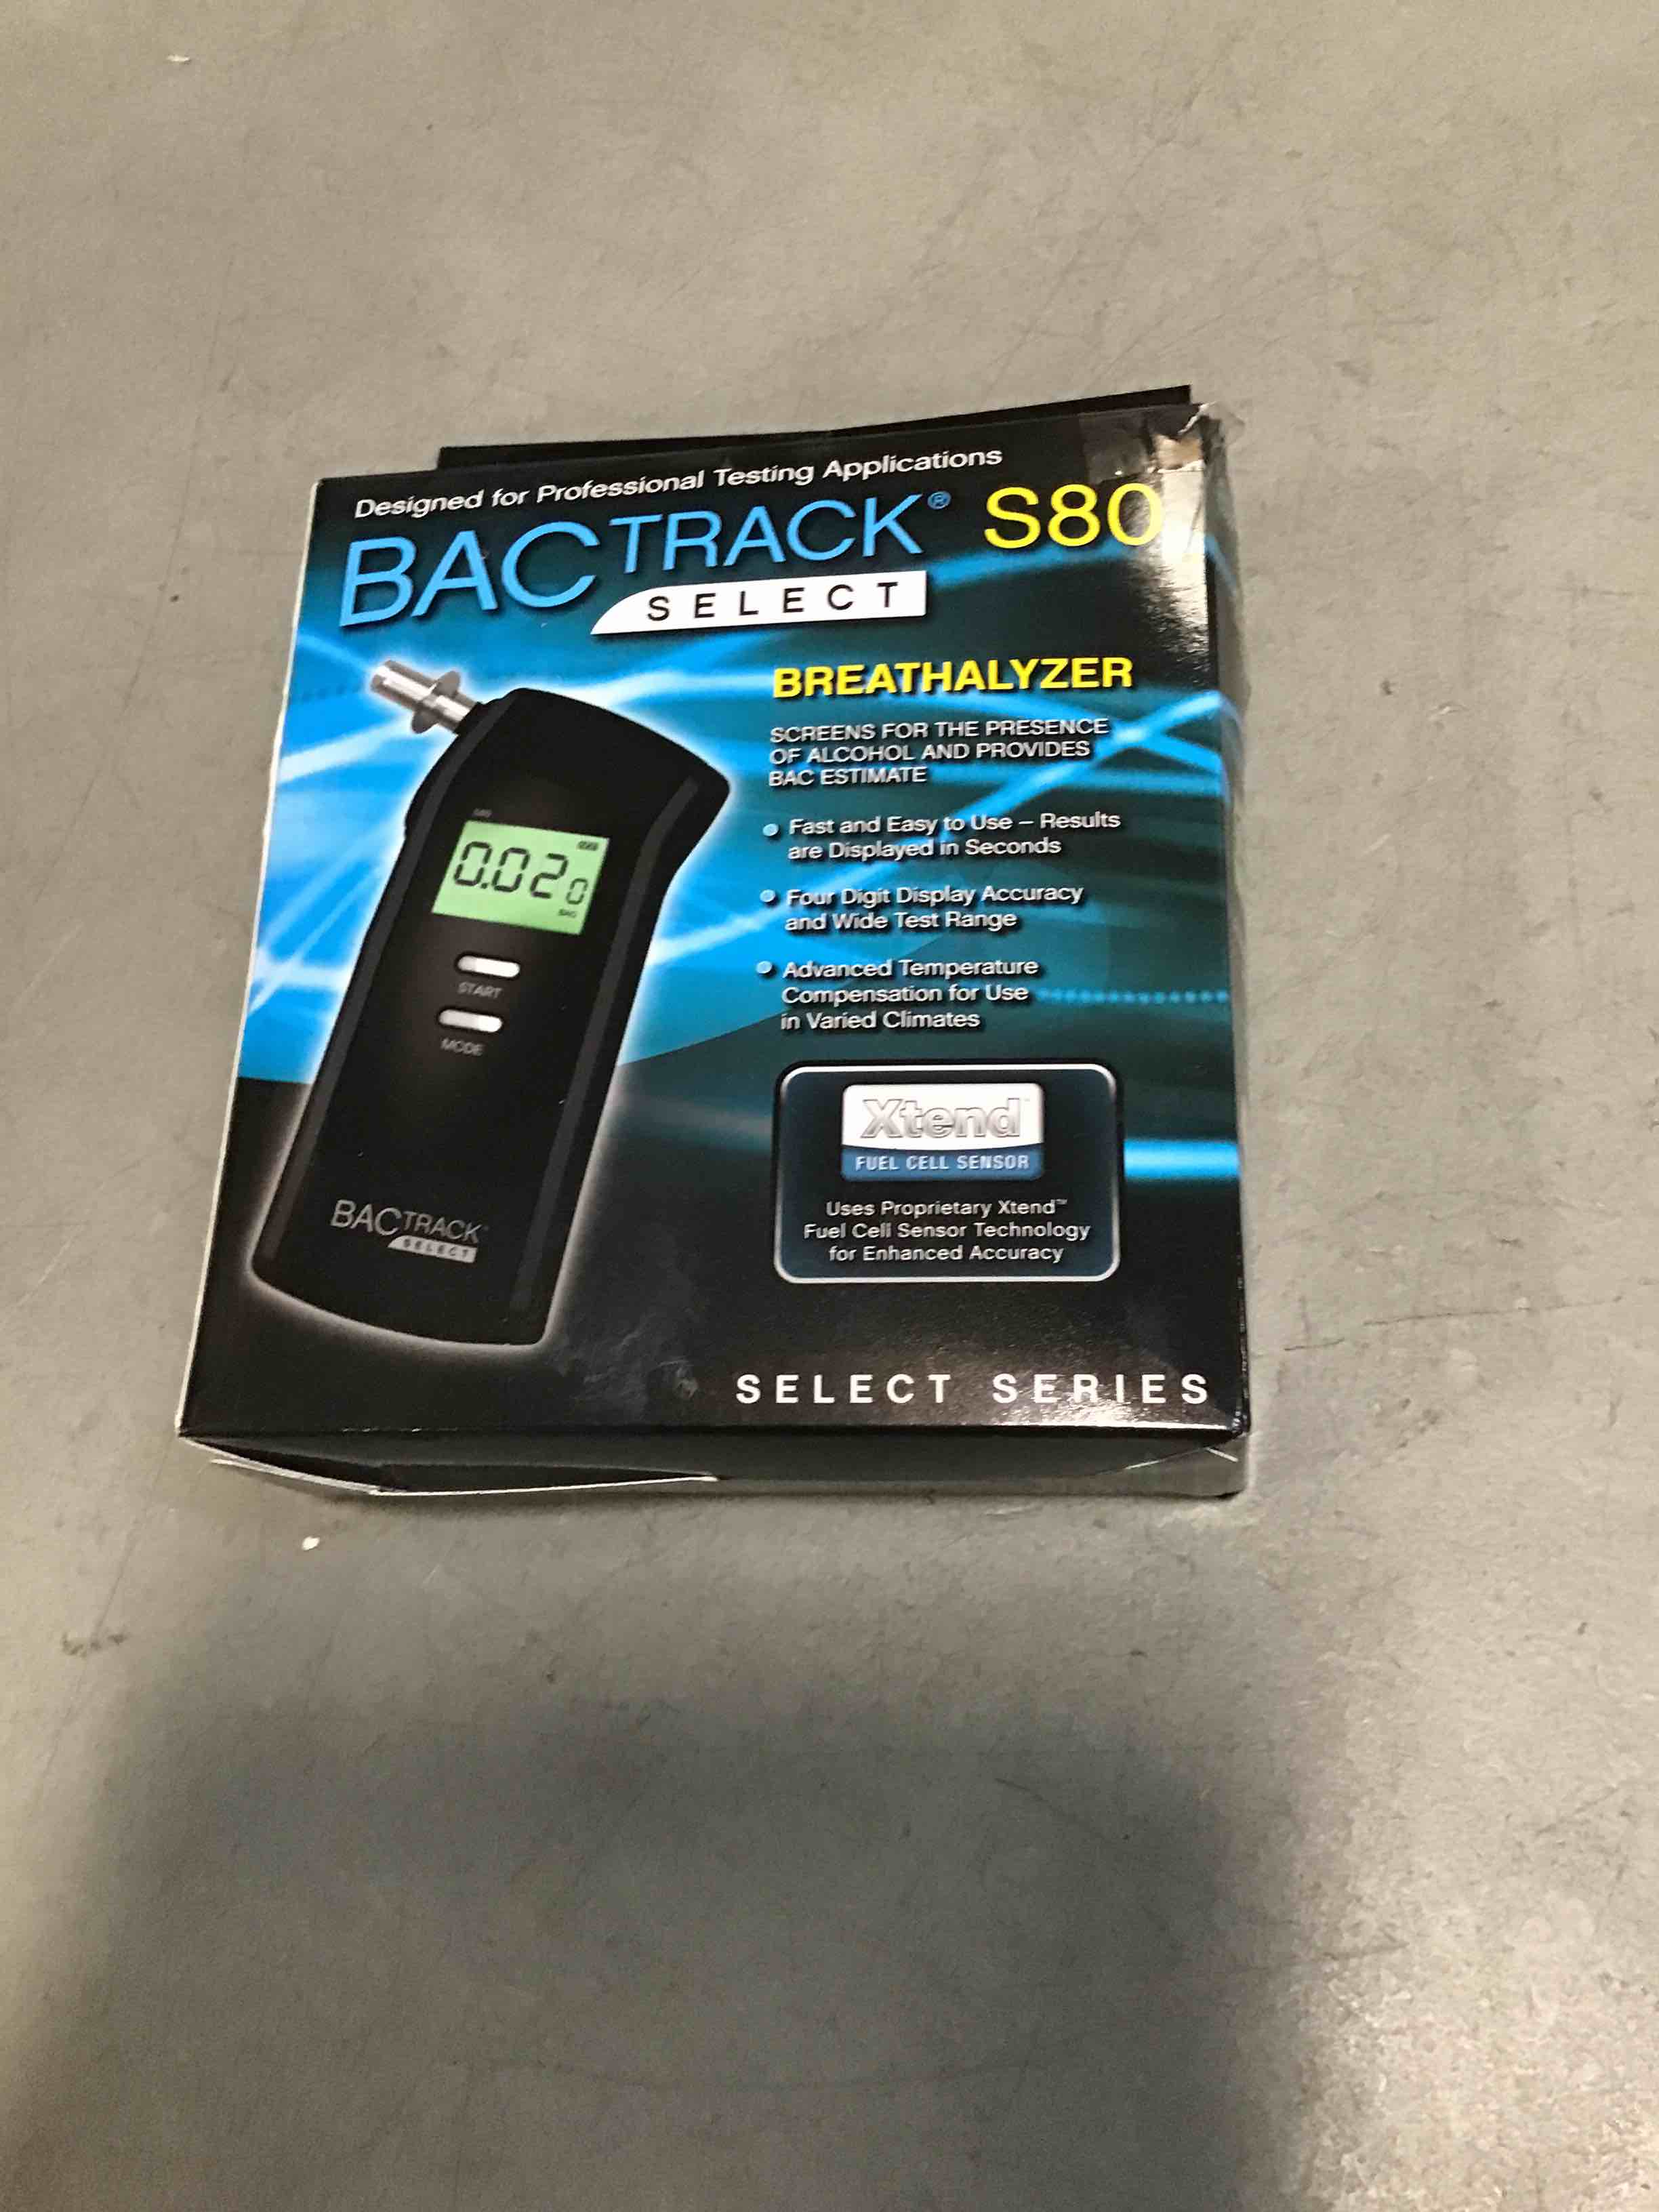 Designed for Professional Testing Applications
BACTRACK® S80
SELECT
BREATHALYZER
SCREENS FOR THE PRESENCE
OF ALCOHOL AND PROVIDES
BAC ESTIMATE
Fast and Easy to Use – Results
are Displayed in Seconds
Four Digit Display Accuracy
and Wide Test Range
Advanced Temperature
Compensation for Use
in Varied Climates
Xtend™
FUEL CELL SENSOR
Uses Proprietary Xtend™
Fuel Cell Sensor Technology
for Enhanced Accuracy
0.020
BAC
START
MODE
BACTRACK
SELECT
SELECT SERIES